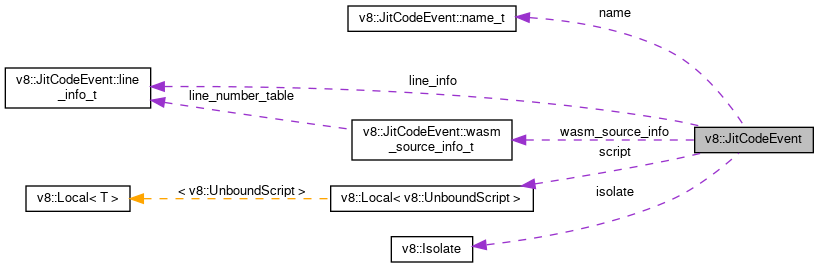 v8::JitCodeEvent::name_t
name
v8::JitCodeEvent::line
_info_t
line_info
line_number_table
v8::JitCodeEvent::wasm
_source_info_t
wasm_source_info
v8::JitCodeEvent
script
v8::Local< T >
< v8::UnboundScript >
v8::Local< v8::UnboundScript >
isolate
v8::Isolate